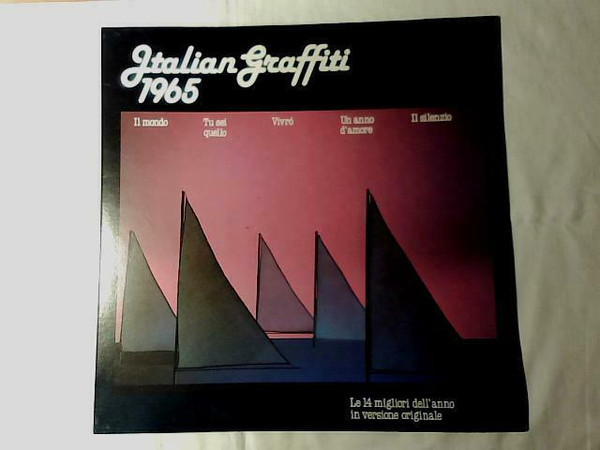 Italian Graffiti
1965
Il mondo
Tu sei
quello
Vivrò
Un anno
d'amore
Il silenzio
Le 14 migliori dell'anno
in versione originale